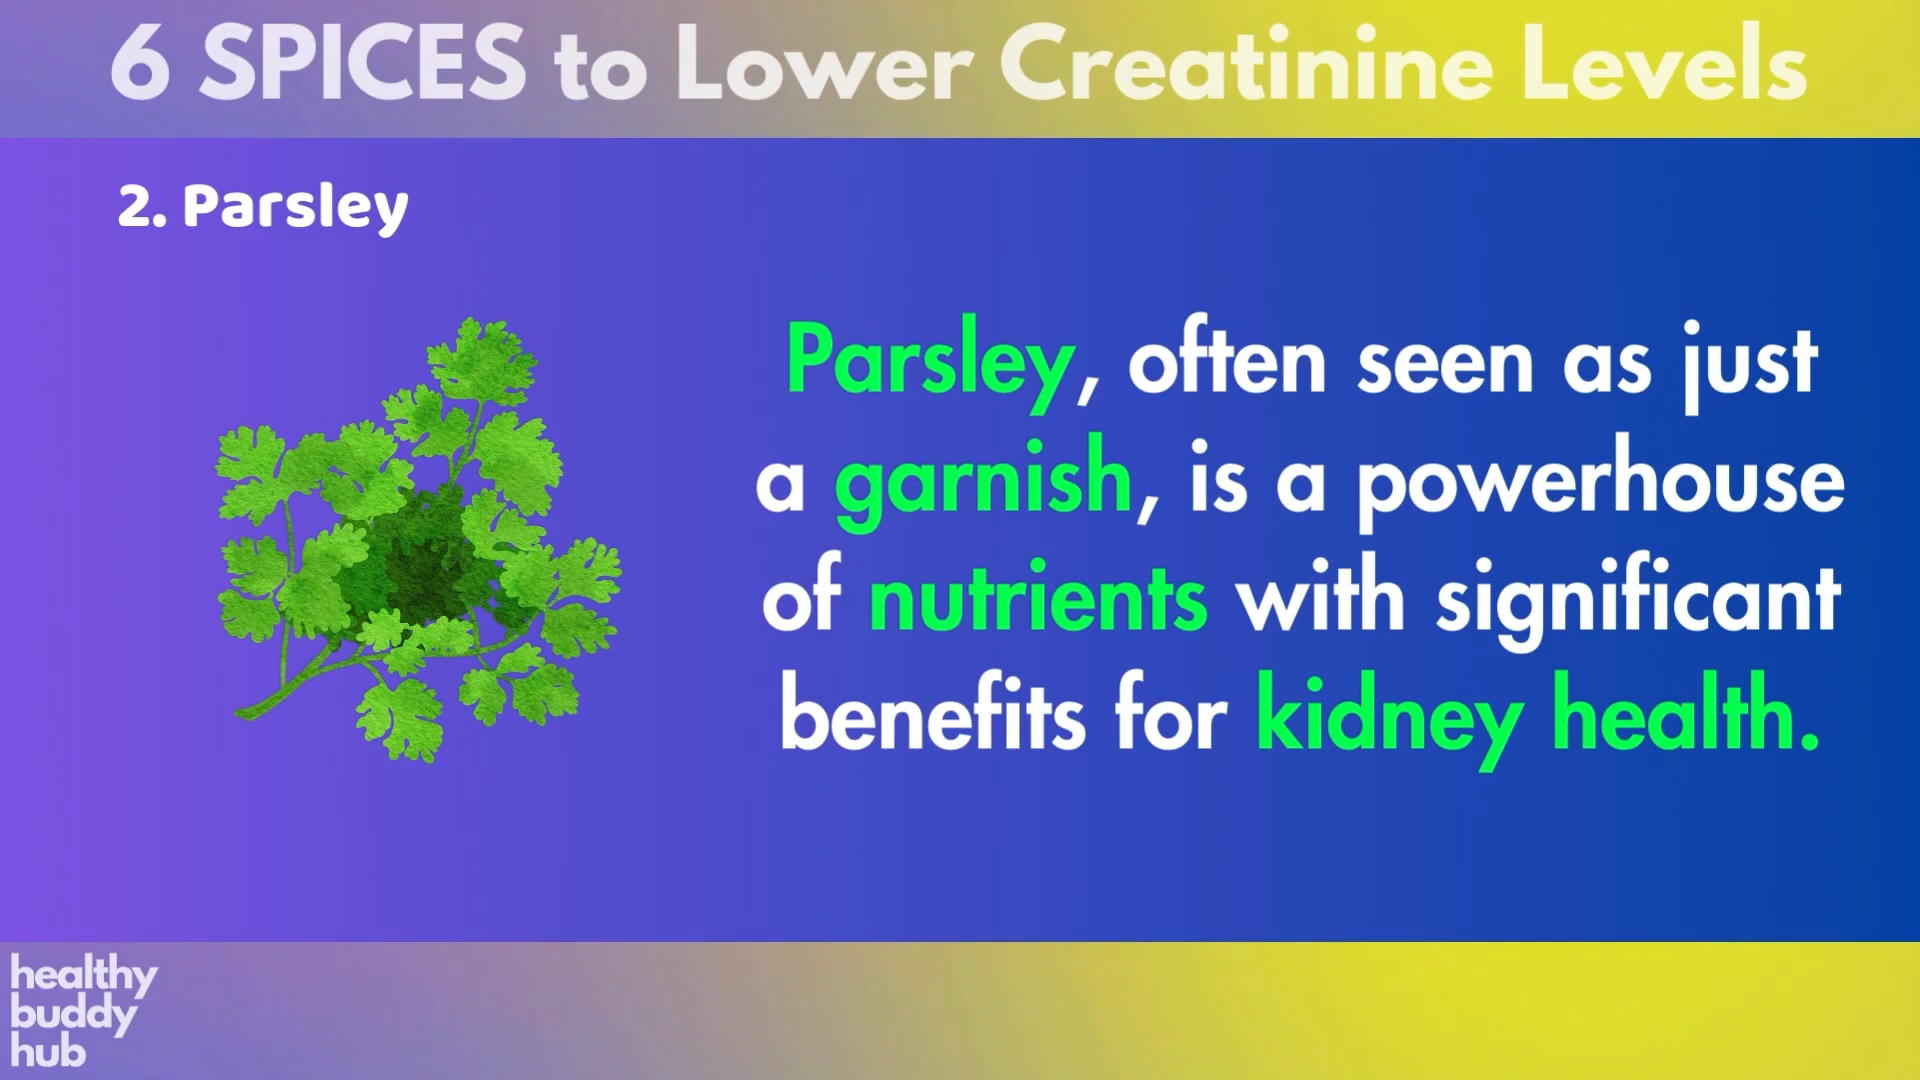 6 SPICES to Lower Creatinine Levels
2. Parsley
Parsley, often seen as just
a garnish, is a powerhouse
of nutrients with significant
benefits for kidney health.
healthy
buddy
hub